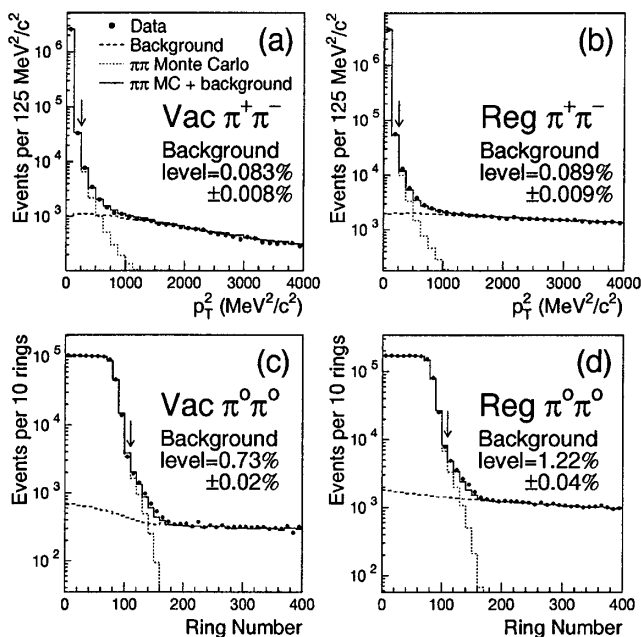 Events per 125 MeV²/c²
10⁶
10⁵
10⁴
10³
Data
Background
ππ Monte Carlo
ππ MC + background
(a)
Vac π⁺π⁻
Background
level=0.083%
±0.008%
0 1000 2000 3000 4000
p²_T (MeV²/c²)
Events per 125 MeV²/c²
10⁶
10⁵
10⁴
10³
(b)
Reg π⁺π⁻
Background
level=0.089%
±0.009%
0 1000 2000 3000 4000
p²_T (MeV²/c²)
Events per 10 rings
10⁵
10⁴
10³
10²
(c)
Vac π⁰π⁰
Background
level=0.73%
±0.02%
0 100 200 300 400
Ring Number
Events per 10 rings
10⁵
10⁴
10³
10²
(d)
Reg π⁰π⁰
Background
level=1.22%
±0.04%
0 100 200 300 400
Ring Number